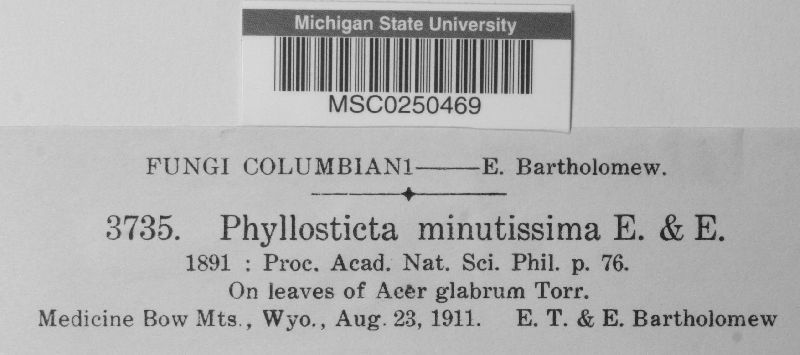 Michigan State University
MSC0250469
FUNGI COLUMBIAN1——E. Bartholomew.
3735. Phyllosticta minutissima E. & E.
1891 : Proc. Acad. Nat. Sci. Phil. p. 76.
On leaves of Acer glabrum Torr.
Medicine Bow Mts., Wyo., Aug. 23, 1911. E. T. & E. Bartholomew